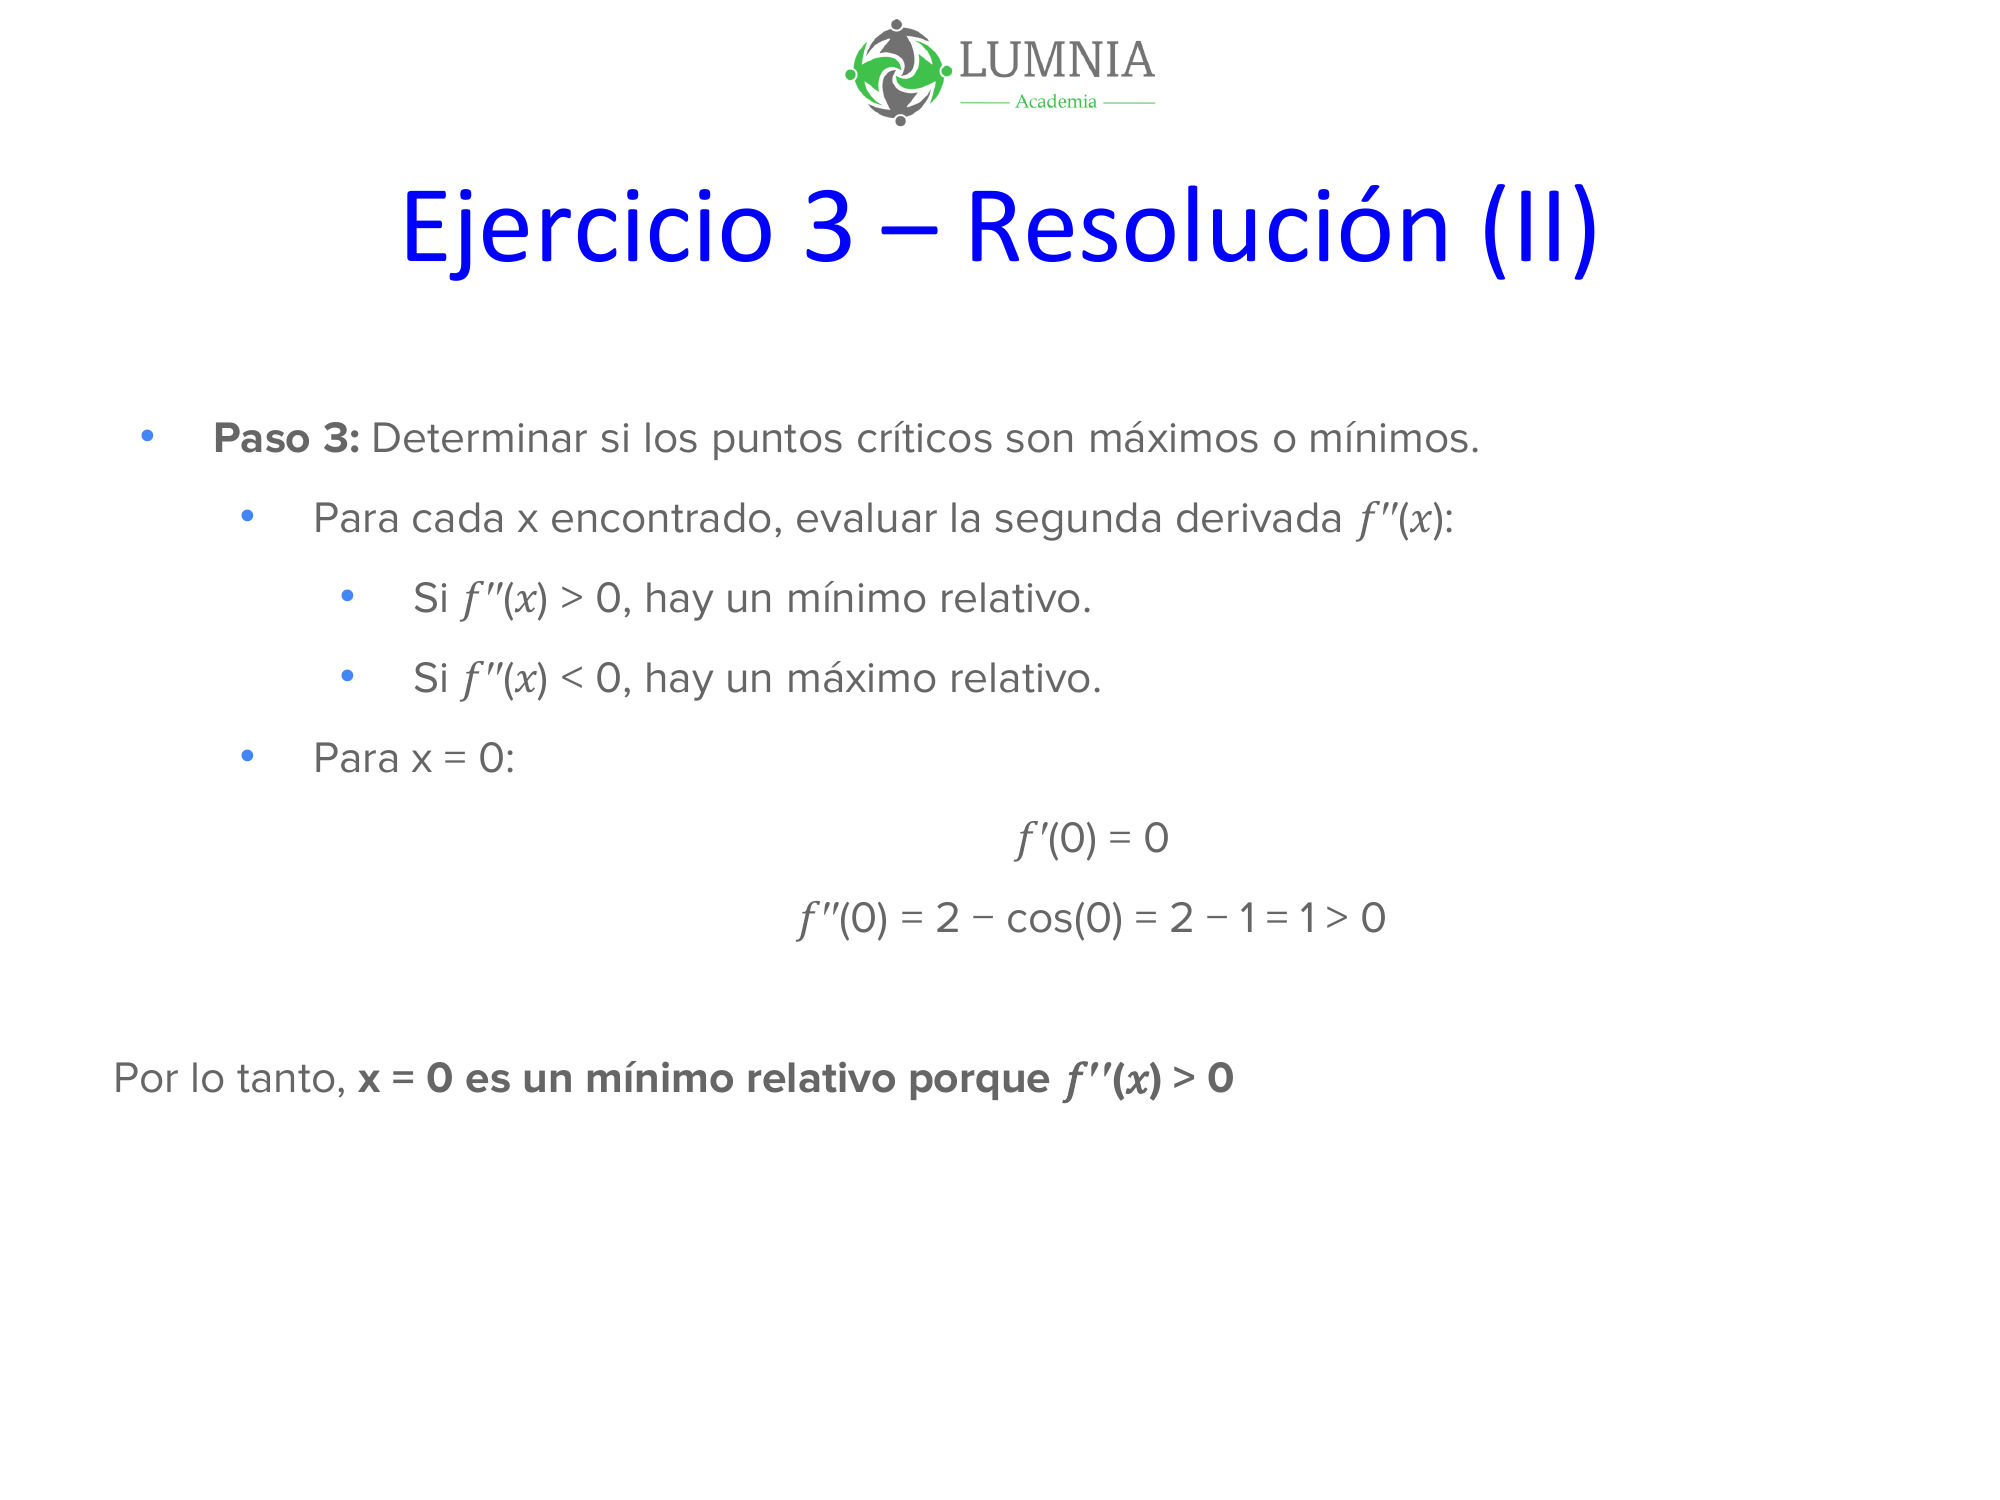 LUMNIA
Academia
Ejercicio 3 – Resolución (II)
• Paso 3: Determinar si los puntos críticos son máximos o mínimos.
• Para cada x encontrado, evaluar la segunda derivada f′′(x):
• Si f′′(x) > 0, hay un mínimo relativo.
• Si f′′(x) < 0, hay un máximo relativo.
• Para x = 0:
f′(0) = 0
f′′(0) = 2 − cos(0) = 2 − 1 = 1 > 0
Por lo tanto, x = 0 es un mínimo relativo porque f′′(x) > 0